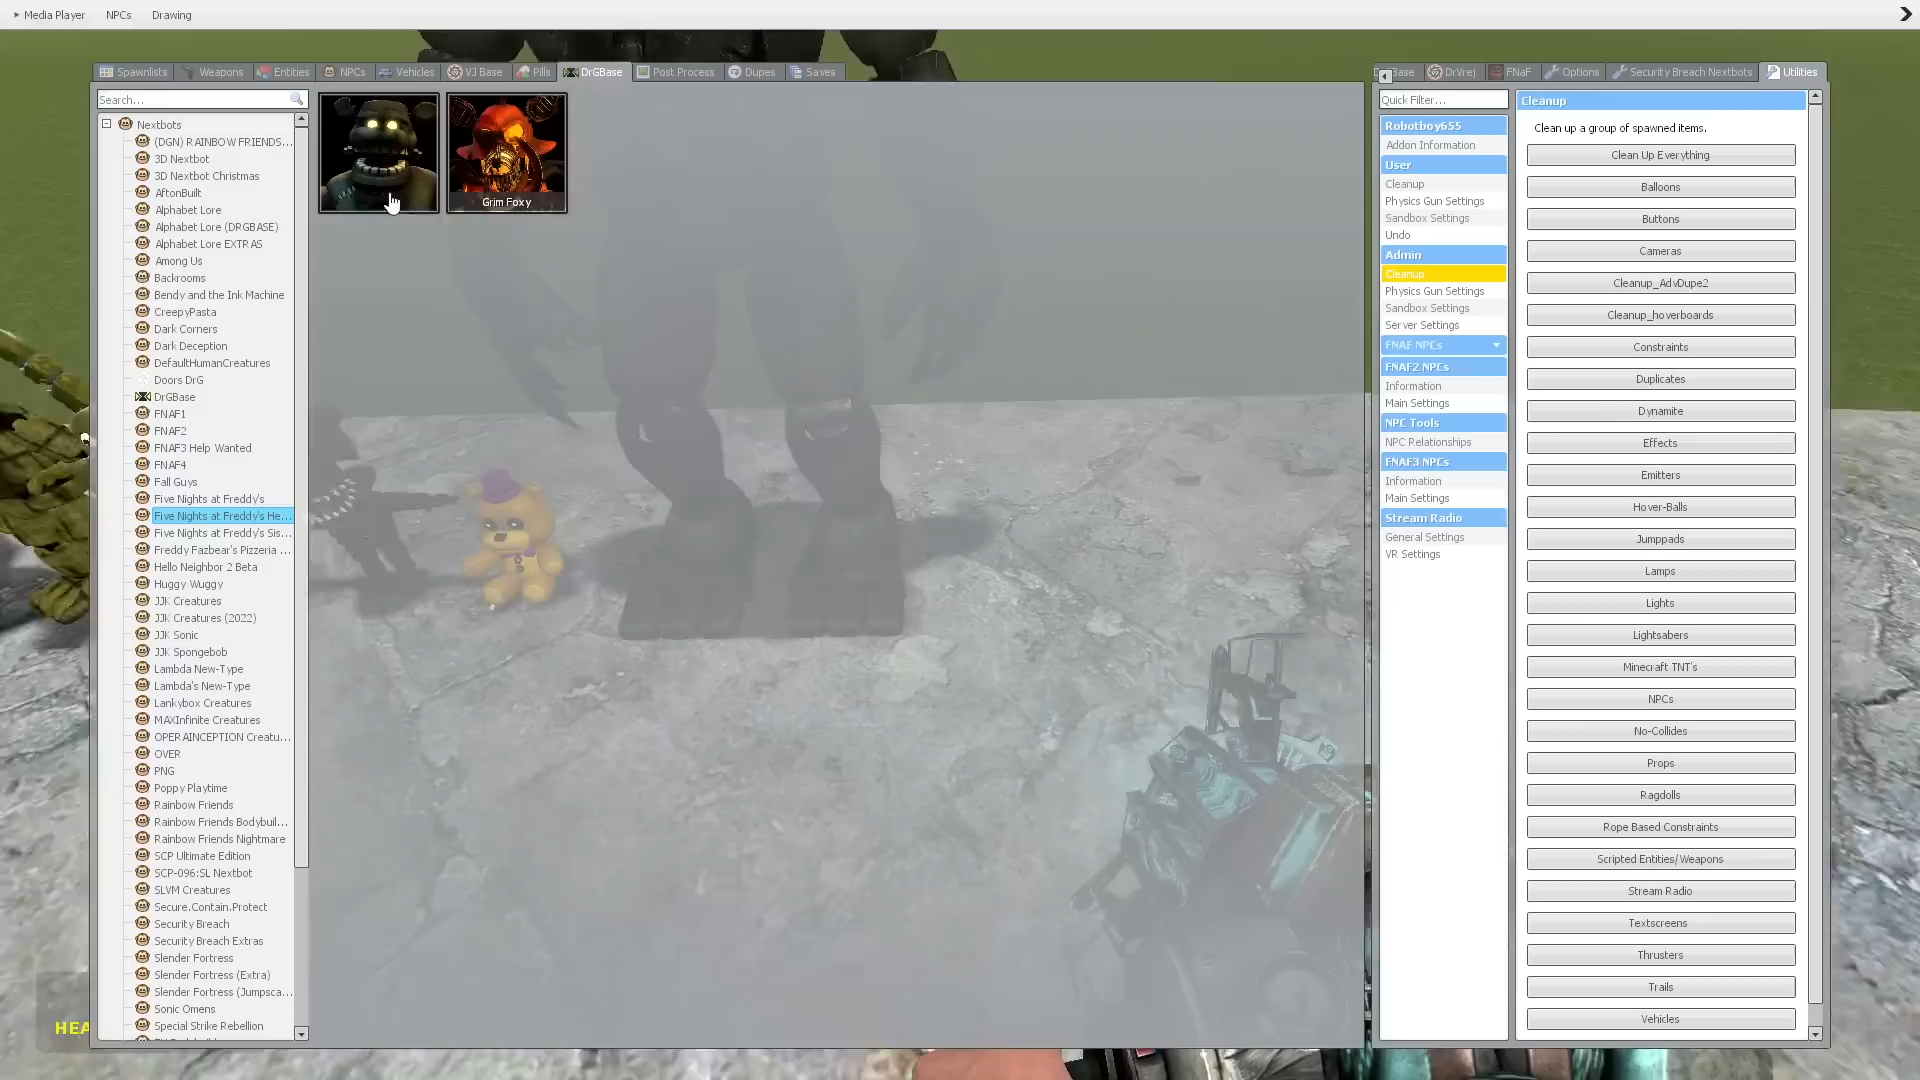 Media Player NPCs Drawing
Spawnlists Weapons Entities NPCs Vehicles VJ Base Pills DrGBase Post Process Dupes Saves
Base DrVrej FNaF Options Security Breach Nextbots Utilities
Search...
Nextbots
(DGN) RAINBOW FRIENDS...
3D Nextbot
3D Nextbot Christmas
AftonBuilt
Alphabet Lore
Alphabet Lore (DRGBASE)
Alphabet Lore EXTRAS
Among Us
Backrooms
Bendy and the Ink Machine
CreepyPasta
Dark Corners
Dark Deception
DefaultHumanCreatures
Doors DrG
DrGBase
FNAF1
FNAF2
FNAF3 Help Wanted
FNAF4
Fall Guys
Five Nights at Freddy's
Five Nights at Freddy's He...
Five Nights at Freddy's Sis...
Freddy Fazbear's Pizzeria ...
Hello Neighbor 2 Beta
Huggy Wuggy
JJK Creatures
JJK Creatures (2022)
JJK Sonic
JJK Spongebob
Lambda New-Type
Lambda's New-Type
Lankybox Creatures
MAXInfinite Creatures
OPERAINCEPTION Creatu...
OVER
PNG
Poppy Playtime
Rainbow Friends
Rainbow Friends Bodybuil...
Rainbow Friends Nightmare
SCP Ultimate Edition
SCP-096:SL Nextbot
SLVM Creatures
Secure.Contain.Protect
Security Breach
Security Breach Extras
Slender Fortress
Slender Fortress (Extra)
Slender Fortress (Jumpsca...
Sonic Omens
Special Strike Rebellion
Grim Foxy
HEA
Quick Filter...
Robotboy655
Addon Information
User
Cleanup
Physics Gun Settings
Sandbox Settings
Undo
Admin
Cleanup
Physics Gun Settings
Sandbox Settings
Server Settings
FNAF NPCs
FNAF2 NPCs
Information
Main Settings
NPC Tools
NPC Relationships
FNAF3 NPCs
Information
Main Settings
Stream Radio
General Settings
VR Settings
Cleanup
Clean up a group of spawned items.
Clean Up Everything
Balloons
Buttons
Cameras
Cleanup_AdvDupe2
Cleanup_hoverboards
Constraints
Duplicates
Dynamite
Effects
Emitters
Hover-Balls
Jumppads
Lamps
Lights
Lightsabers
Minecraft TNT's
NPCs
No-Collides
Props
Ragdolls
Rope Based Constraints
Scripted Entities/Weapons
Stream Radio
Textscreens
Thrusters
Trails
Vehicles